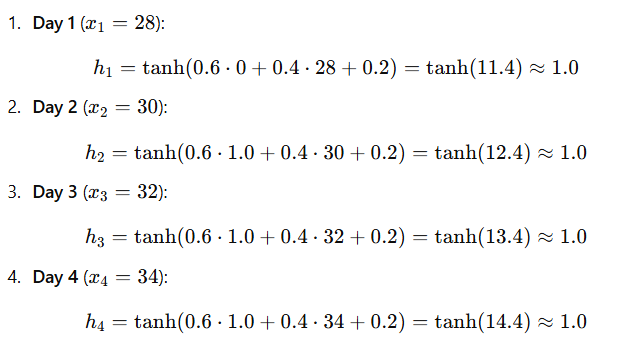 1. Day 1 (x₁ = 28):
h₁ = tanh(0.6 · 0 + 0.4 · 28 + 0.2) = tanh(11.4) ≈ 1.0
2. Day 2 (x₂ = 30):
h₂ = tanh(0.6 · 1.0 + 0.4 · 30 + 0.2) = tanh(12.4) ≈ 1.0
3. Day 3 (x₃ = 32):
h₃ = tanh(0.6 · 1.0 + 0.4 · 32 + 0.2) = tanh(13.4) ≈ 1.0
4. Day 4 (x₄ = 34):
h₄ = tanh(0.6 · 1.0 + 0.4 · 34 + 0.2) = tanh(14.4) ≈ 1.0